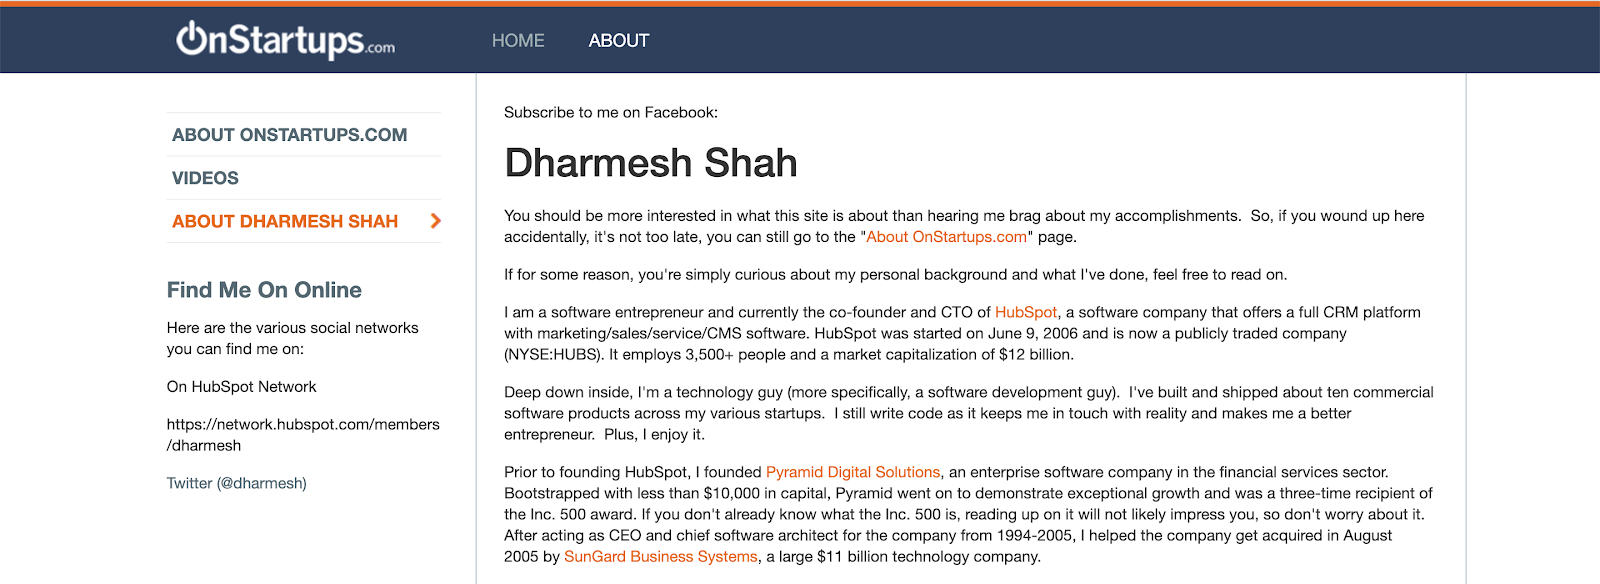 OnStartups.com
HOME
ABOUT
ABOUT ONSTARTUPS.COM
VIDEOS
ABOUT DHARMESH SHAH
Find Me On Online
Here are the various social networks
you can find me on:
On HubSpot Network
https://network.hubspot.com/members
/dharmesh
Twitter (@dharmesh)
Subscribe to me on Facebook:
Dharmesh Shah
You should be more interested in what this site is about than hearing me brag about my accomplishments.  So, if you wound up here
accidentally, it's not too late, you can still go to the "About OnStartups.com" page.
If for some reason, you're simply curious about my personal background and what I've done, feel free to read on.
I am a software entrepreneur and currently the co-founder and CTO of HubSpot, a software company that offers a full CRM platform
with marketing/sales/service/CMS software. HubSpot was started on June 9, 2006 and is now a publicly traded company
(NYSE:HUBS). It employs 3,500+ people and a market capitalization of $12 billion.
Deep down inside, I'm a technology guy (more specifically, a software development guy).  I've built and shipped about ten commercial
software products across my various startups.  I still write code as it keeps me in touch with reality and makes me a better
entrepreneur.  Plus, I enjoy it.
Prior to founding HubSpot, I founded Pyramid Digital Solutions, an enterprise software company in the financial services sector.
Bootstrapped with less than $10,000 in capital, Pyramid went on to demonstrate exceptional growth and was a three-time recipient of
the Inc. 500 award. If you don't already know what the Inc. 500 is, reading up on it will not likely impress you, so don't worry about it.
After acting as CEO and chief software architect for the company from 1994-2005, I helped the company get acquired in August
2005 by SunGard Business Systems, a large $11 billion technology company.